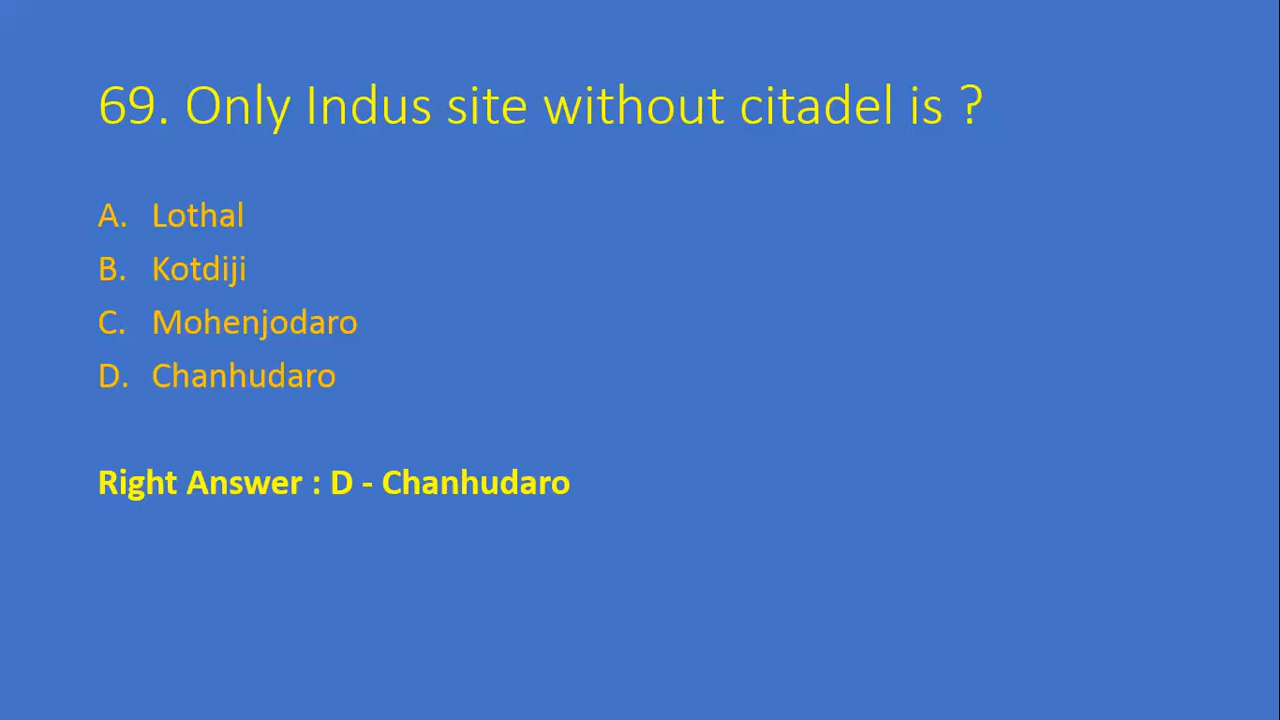 69. Only Indus site without citadel is ?
A. Lothal
B. Kotdiji
C. Mohenjodaro
D. Chanhudaro
Right Answer : D - Chanhudaro